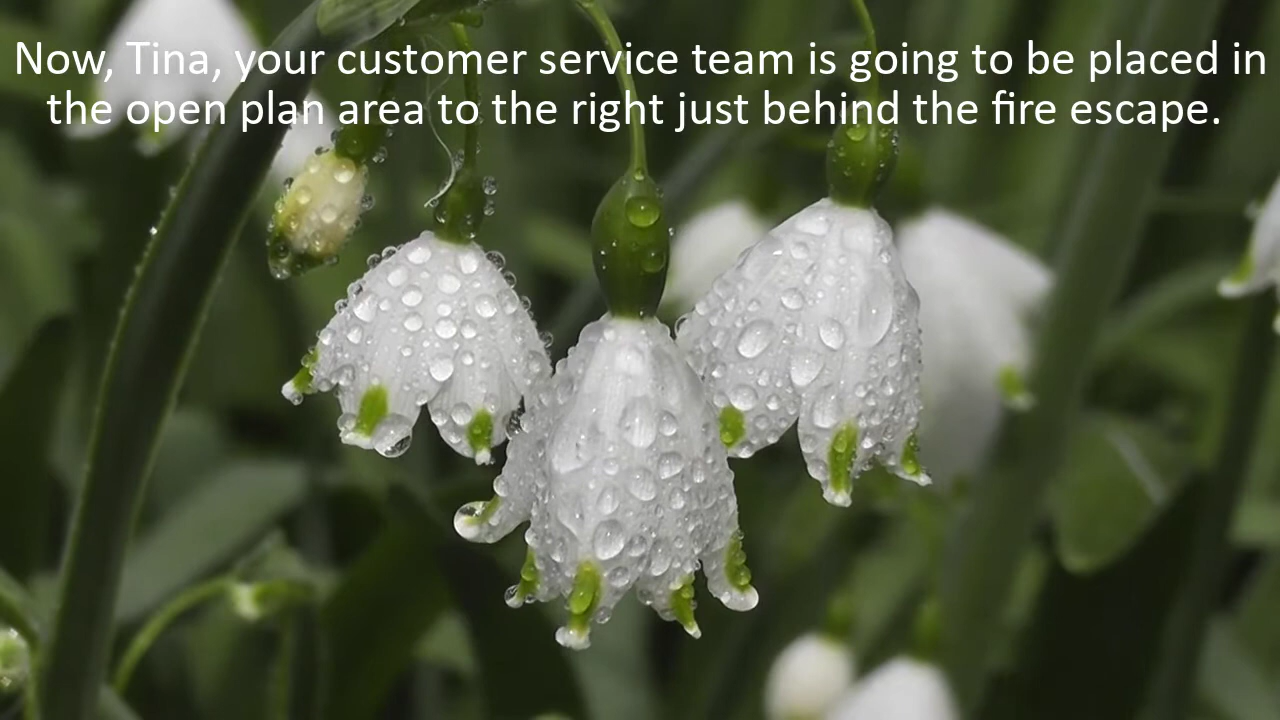 Now, Tina, your customer service team is going to be placed in
the open plan area to the right just behind the fire escape.